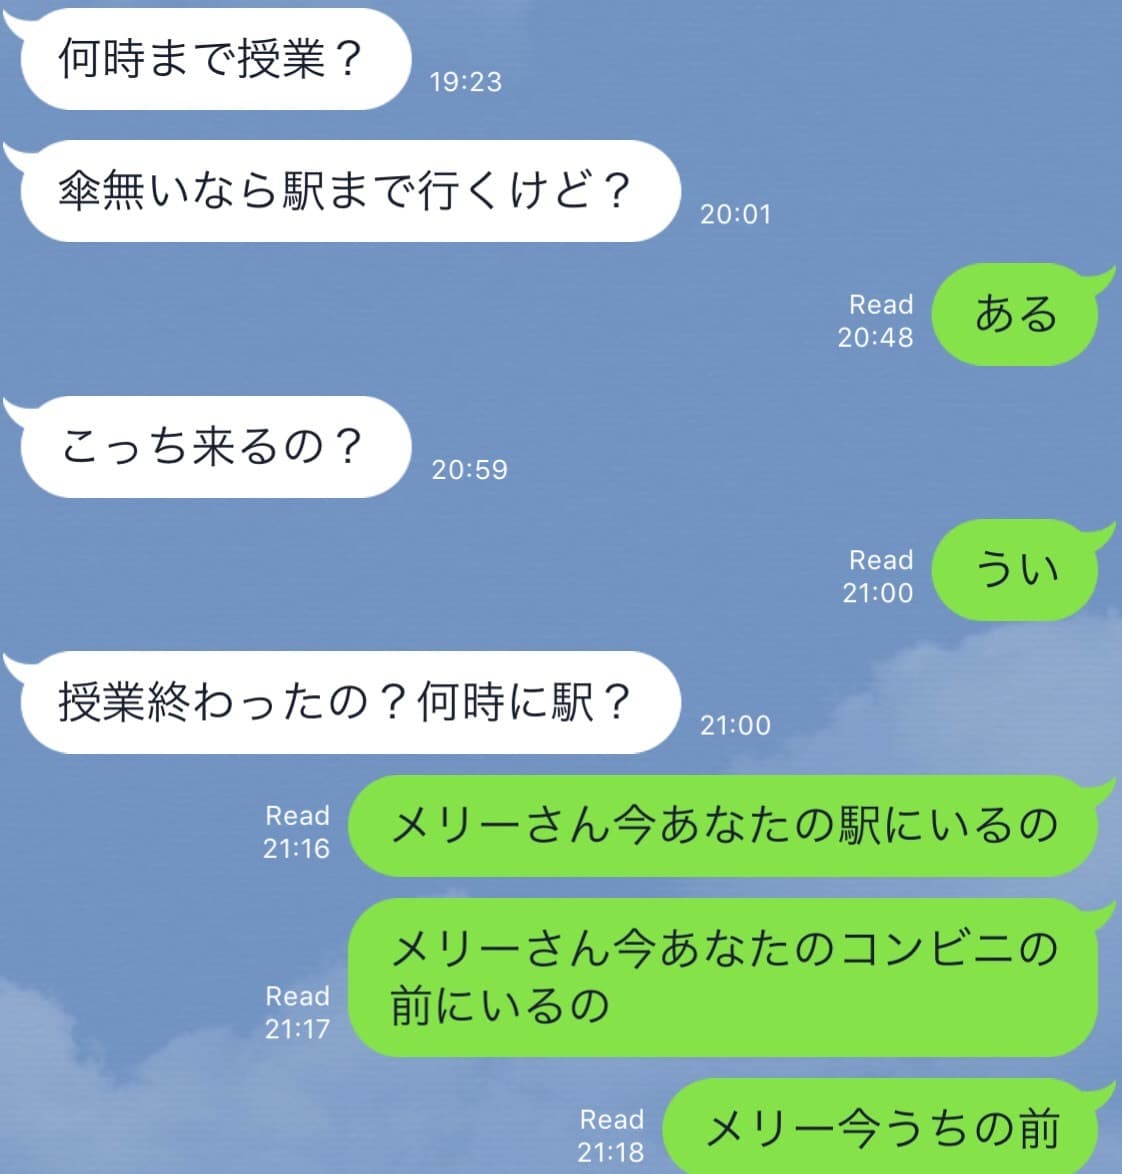 何時まで授業？
19:23
傘無いなら駅まで行くけど？
20:01
Read
20:48
ある
こっち来るの？
20:59
Read
21:00
うい
授業終わったの？何時に駅？
21:00
Read
21:16
メリーさん今あなたの駅にいるの
メリーさん今あなたのコンビニの
前にいるの
Read
21:17
Read
21:18
メリー今うちの前